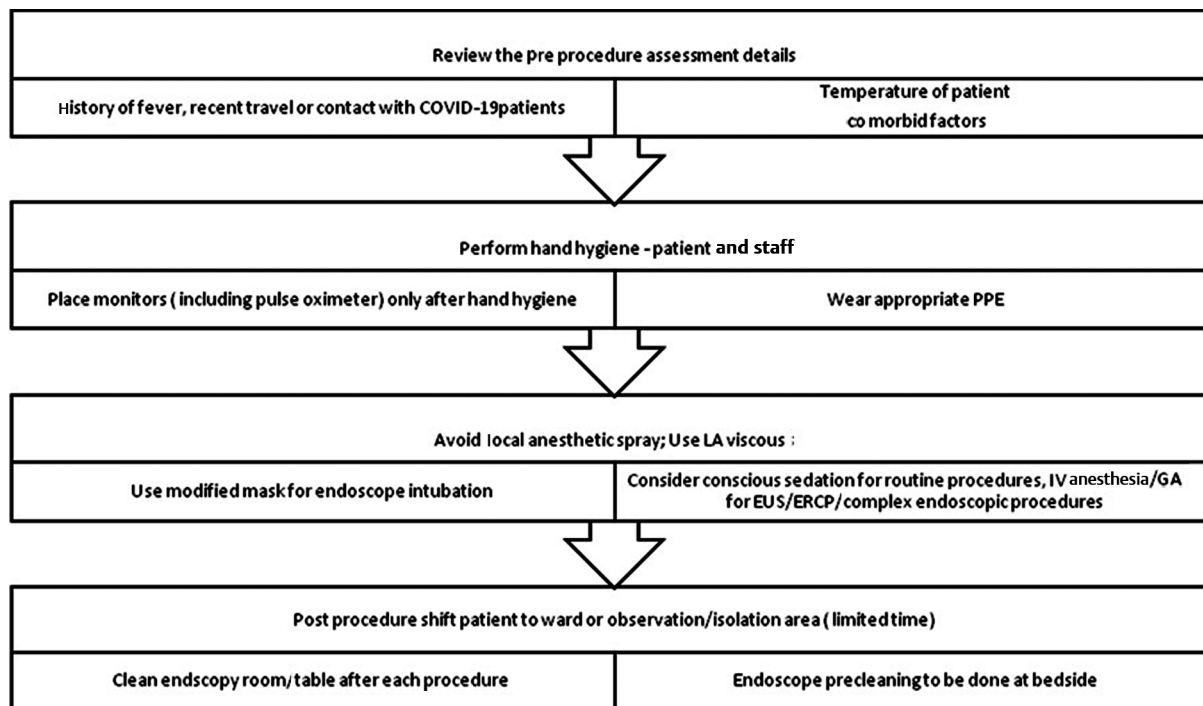 Review the pre procedure assessment details
History of fever, recent travel or contact with COVID-19patients
Temperature of patient
co morbid factors
Perform hand hygiene - patient and staff
Place monitors ( including pulse oximeter) only after hand hygiene
Wear appropriate PPE
Avoid local anesthetic spray; Use LA viscous ;
Use modified mask for endoscope intubation
Consider conscious sedation for routine procedures, IV anesthesia/GA
for EUS/ERCP/complex endoscopic procedures
Post procedure shift patient to ward or observation/isolation area ( limited time)
Clean endscopy room/ table after each procedure
Endoscope precleaning to be done at bedside